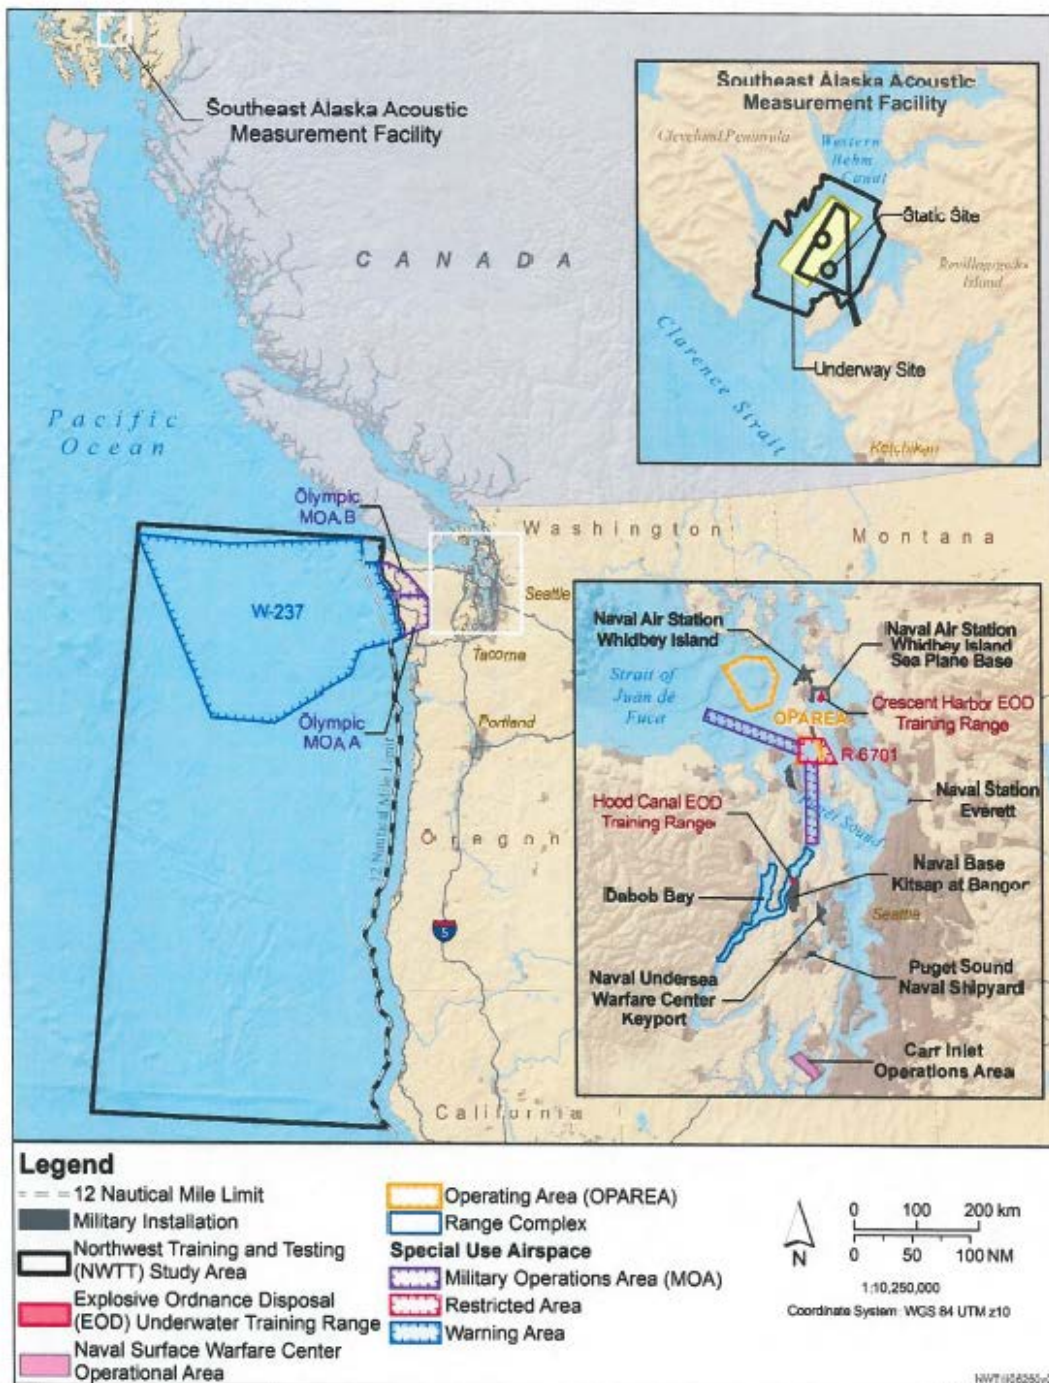 Southeast Alaska Acoustic
Measurement Facility
CANADA
Pacific
Ocean
Olympic
MOA B
Washington
Montana
W-237
Seattle
Tacoma
Olympic
MOA A
Portland
12 Nautical Mile Limit
Oregon
5
California
Southeast Alaska Acoustic
Measurement Facility
Cleveland Peninsula
Western
Behm
Canal
Static Site
Revillagigedo
Island
Clarence Strait
Underway Site
Ketchikan
Naval Air Station
Whidbey Island
Naval Air Station
Whidbey Island
Sea Plane Base
Strait of
Juan de
Fuca
Crescent Harbor EOD
Training Range
OPAREA
R-6701
Hood Canal EOD
Training Range
Puget Sound
Naval Station
Everett
Dabob Bay
Naval Base
Kitsap at Bangor
Seattle
Naval Undersea
Warfare Center
Keyport
Puget Sound
Naval Shipyard
Carr Inlet
Operations Area
Legend
12 Nautical Mile Limit
Military Installation
Northwest Training and Testing
(NWTT) Study Area
Explosive Ordnance Disposal
(EOD) Underwater Training Range
Naval Surface Warfare Center
Operational Area
Operating Area (OPAREA)
Range Complex
Special Use Airspace
Military Operations Area (MOA)
Restricted Area
Warning Area
N
0 100 200 km
0 50 100 NM
1:10,250,000
Coordinate System: WGS 84 UTM z10